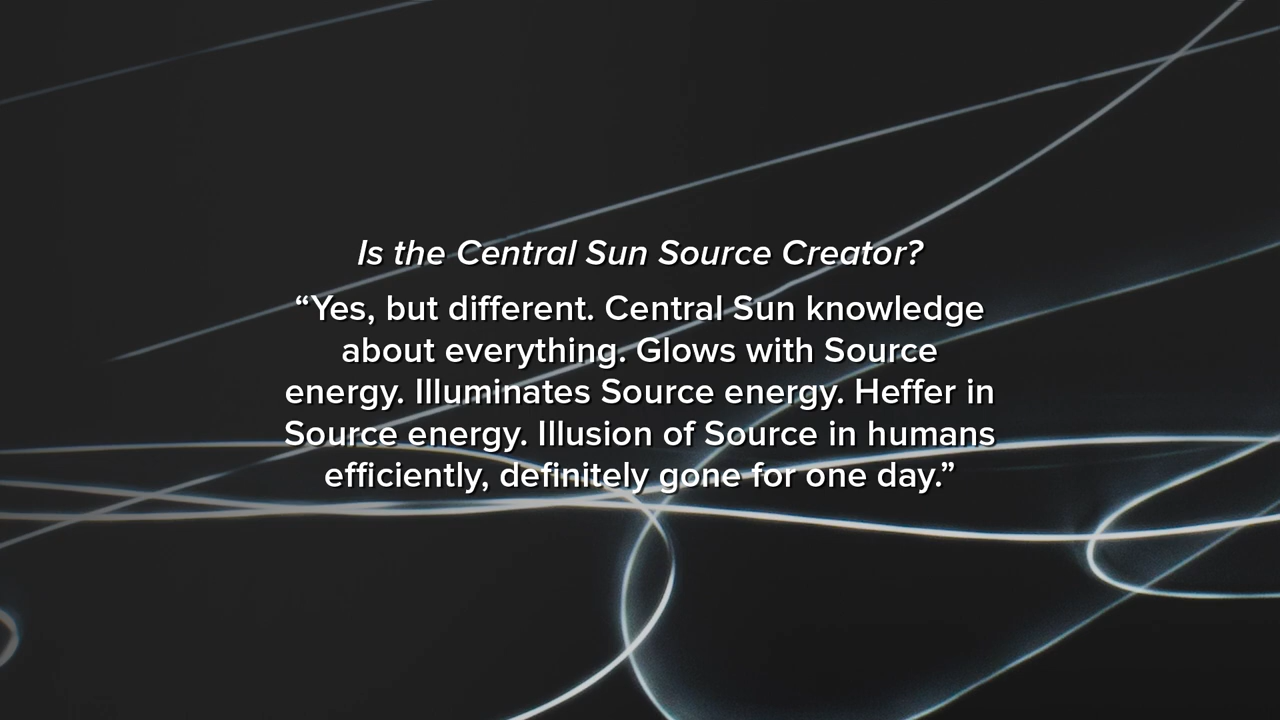 Is the Central Sun Source Creator?
“Yes, but different. Central Sun knowledge
about everything. Glows with Source
energy. Illuminates Source energy. Heffer in
Source energy. Illusion of Source in humans
efficiently, definitely gone for one day.”